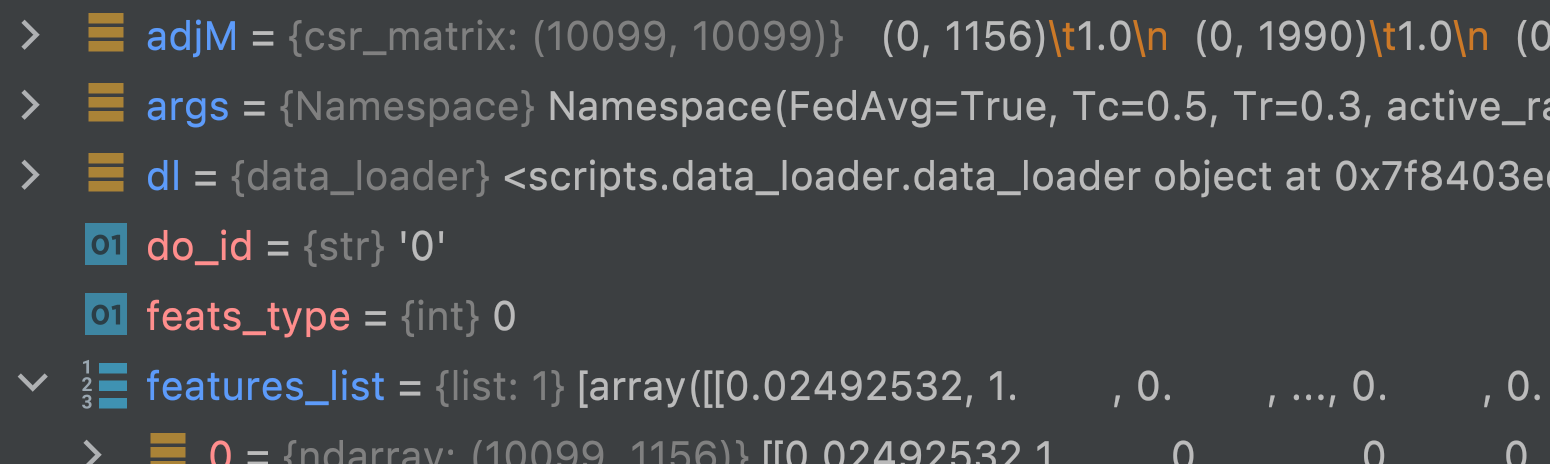 adjM = {csr_matrix: (10099, 10099)} (0, 1156)\t1.0\n (0, 1990)\t1.0\n (0
args = {Namespace} Namespace(FedAvg=True, Tc=0.5, Tr=0.3, active_ra
dl = {data_loader} <scripts.data_loader.data_loader object at 0x7f8403e
01 do_id = {str} '0'
01 feats_type = {int} 0
123 features_list = {list: 1} [array([[0.02492532, 1. , 0. , ..., 0. , 0.
0 = {ndarray: (10099, 1156)} [[0.02492532 1. 0. 0. 0.